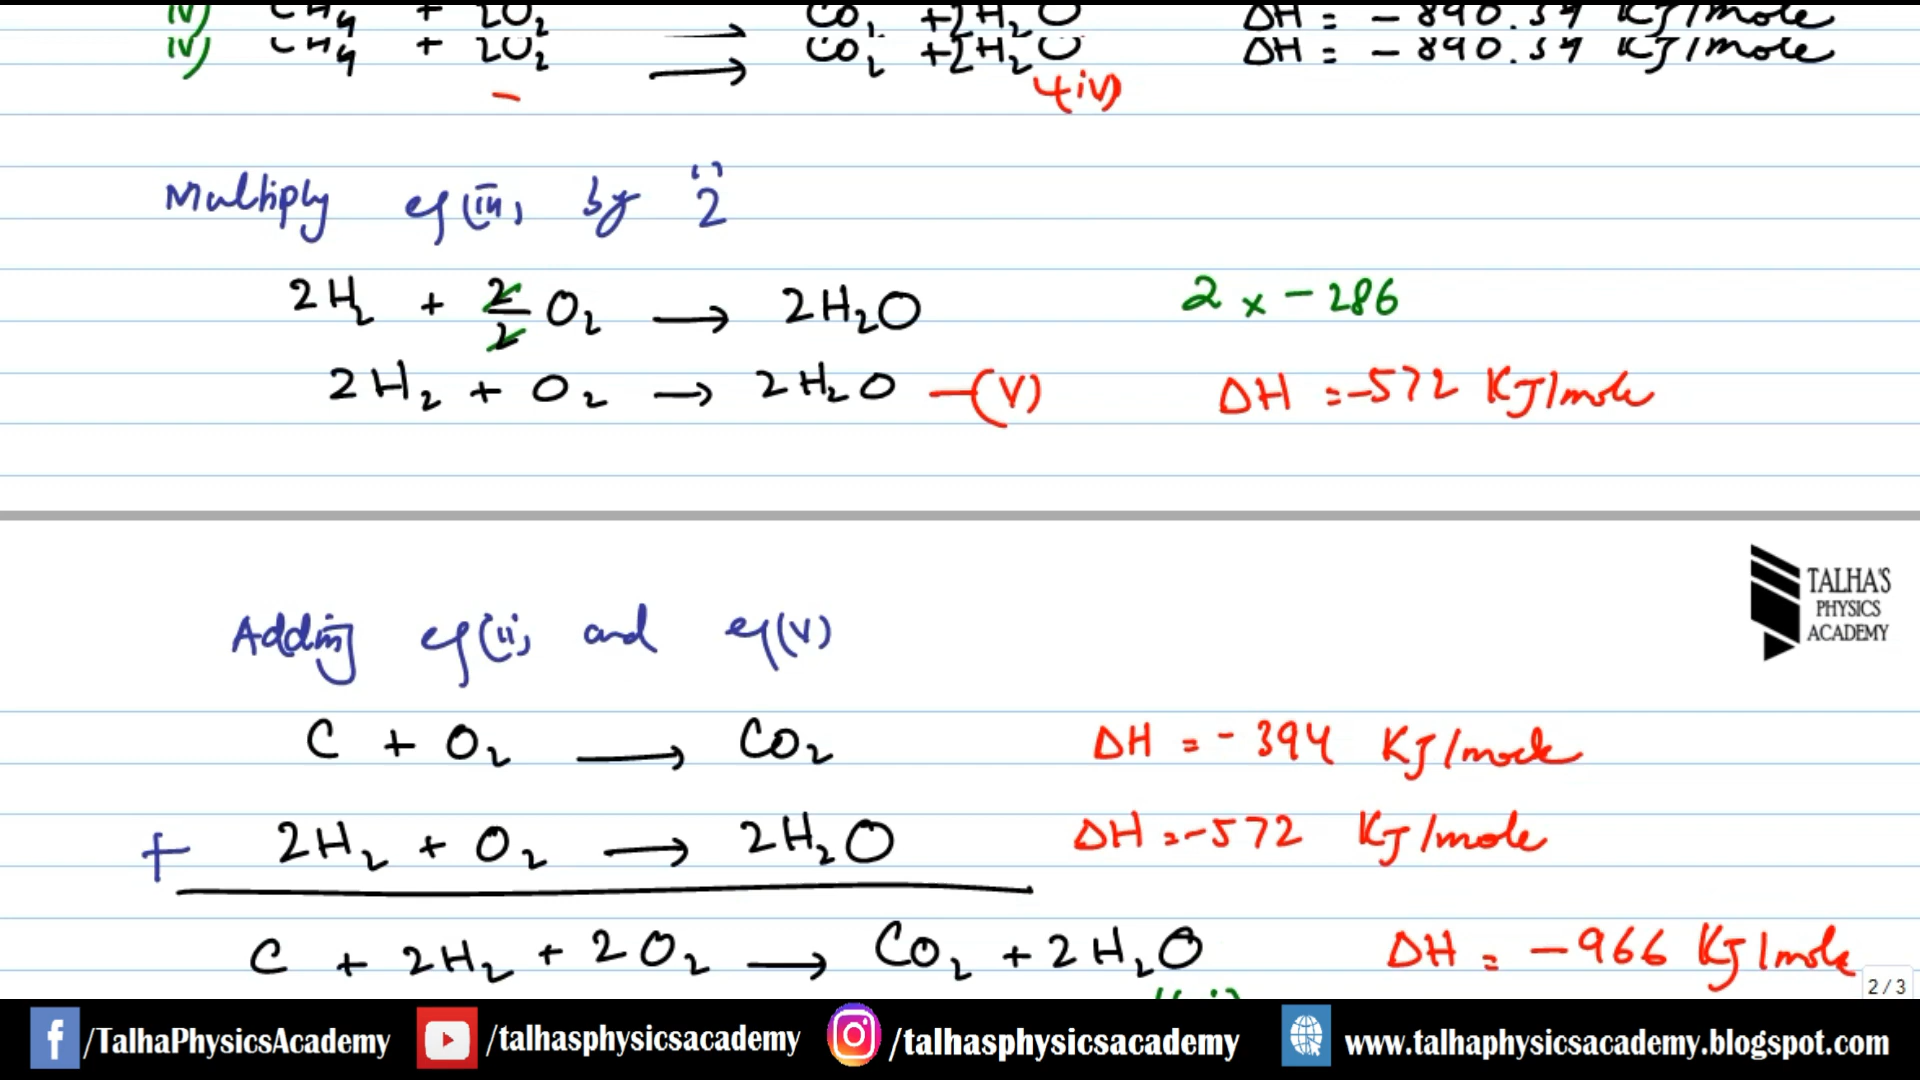 iv) CH4 + 2O2 → CO2 + 2H2O ΔH = - 890.34 KJ/mole
iv) CH4 + 2O2 → CO2 + 2H2O ΔH = - 890.34 KJ/mole
- (iv)
Multiply eq(iii) by "2"
2H2 + 2/2 O2 → 2H2O 2 x - 286
2H2 + O2 → 2H2O —(V) ΔH = -572 KJ/mole
TALHA'S
PHYSICS
ACADEMY
Adding eq(ii) and eq(v)
C + O2 → CO2 ΔH = - 394 KJ/mole
+ 2H2 + O2 → 2H2O ΔH = -572 KJ/mole
C + 2H2 + 2O2 → CO2 + 2H2O ΔH = - 966 KJ/mole
2 / 3
/TalhaPhysicsAcademy /talhasphysicsacademy /talhasphysicsacademy www.talhaphysicsacademy.blogspot.com